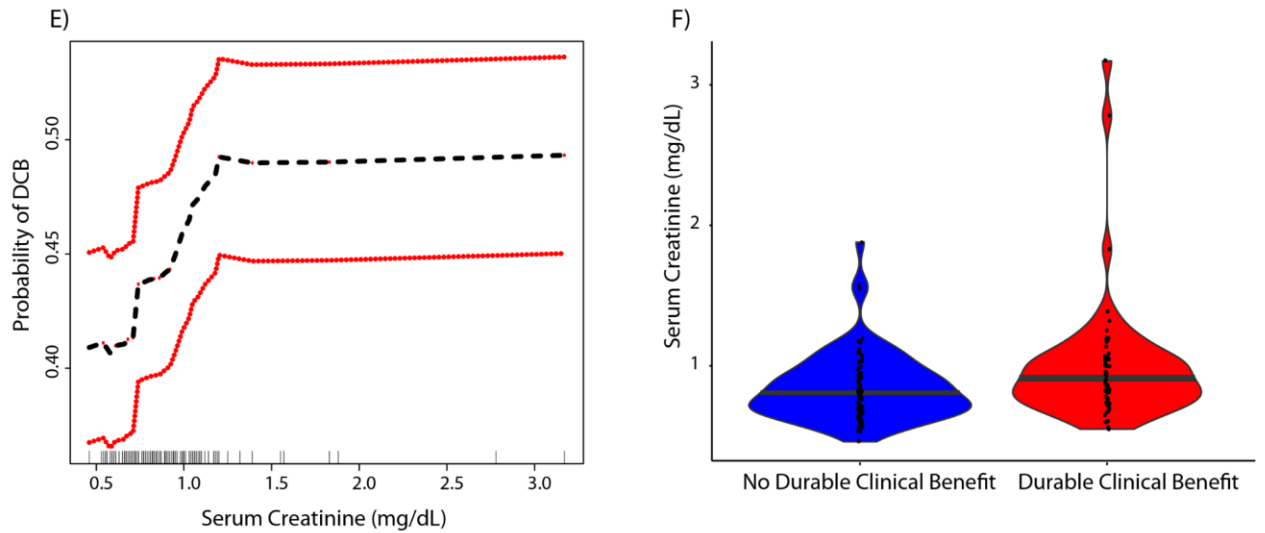 E)
Probability of DCB
0.50
0.45
0.40
0.5 1.0 1.5 2.0 2.5 3.0
Serum Creatinine (mg/dL)
F)
Serum Creatinine (mg/dL)
3
2
1
No Durable Clinical Benefit Durable Clinical Benefit